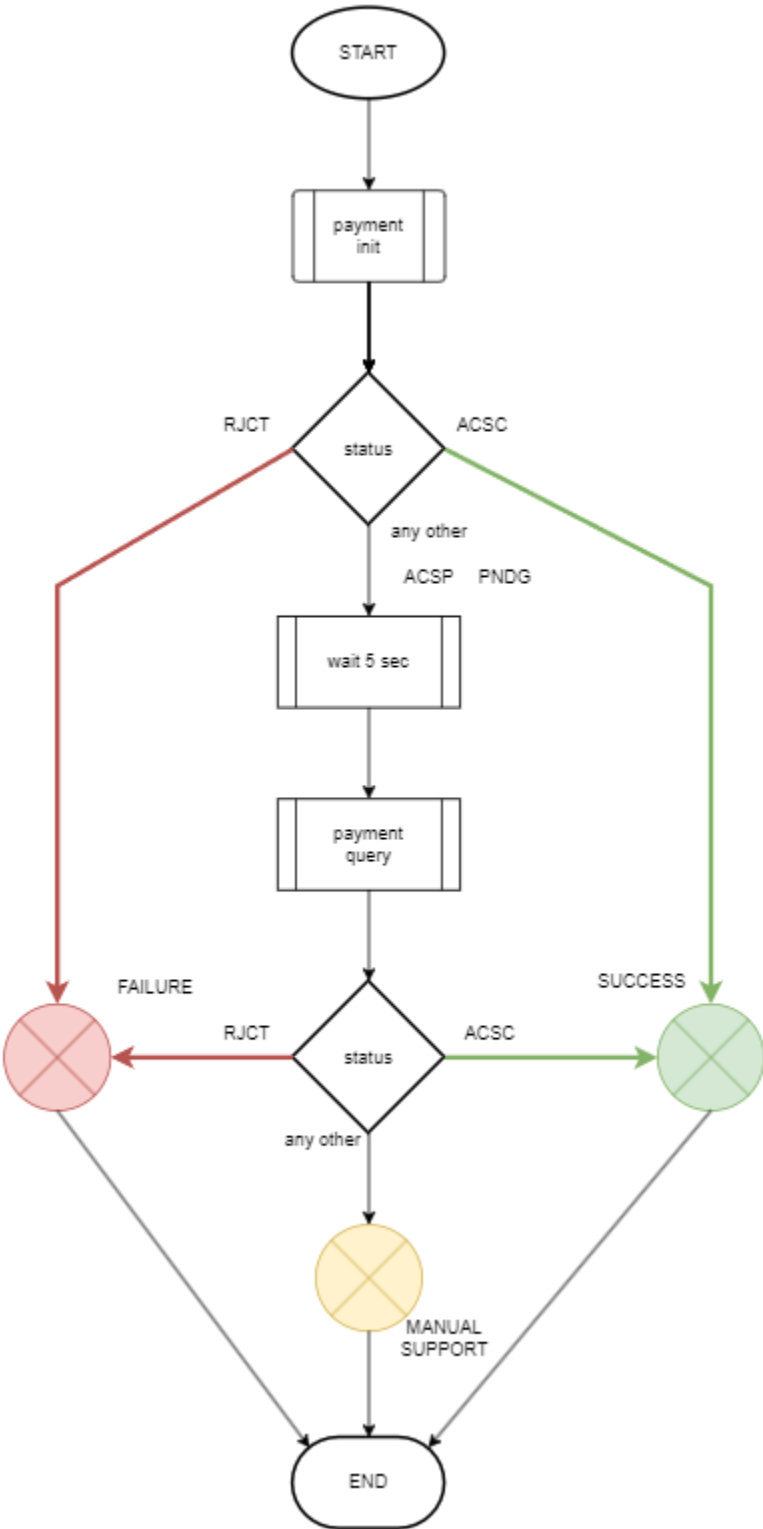 START
payment
init
RJCT
status
ACSC
any other
ACSP PNDG
wait 5 sec
payment
query
FAILURE
SUCCESS
RJCT
status
ACSC
any other
MANUAL
SUPPORT
END